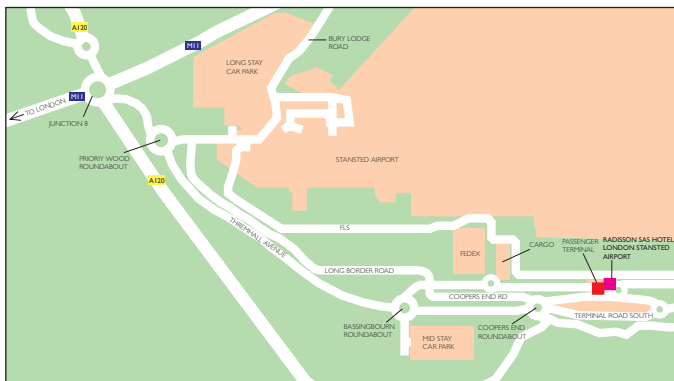 A120
M11
BURY LODGE
ROAD
LONG STAY
CAR PARK
M11
TO LONDON
JUNCTION 8
PRIORIY WOOD
ROUNDABOUT
STANSTED AIRPORT
A120
THREMHALL AVENUE
FLS
FEDEX
CARGO
PASSENGER
TERMINAL
RADISSON SAS HOTEL
LONDON STANSTED
AIRPORT
LONG BORDER ROAD
COOPERS END RD
BASSINGBOURN
ROUNDABOUT
MID STAY
CAR PARK
COOPERS END
ROUNDABOUT
TERMINAL ROAD SOUTH